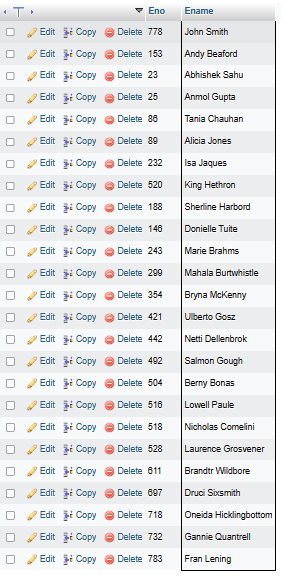 Eno Ename
Edit Copy Delete 778 John Smith
Edit Copy Delete 153 Andy Beaford
Edit Copy Delete 23 Abhishek Sahu
Edit Copy Delete 25 Anmol Gupta
Edit Copy Delete 86 Tania Chauhan
Edit Copy Delete 89 Alicia Jones
Edit Copy Delete 232 Isa Jaques
Edit Copy Delete 520 King Hethron
Edit Copy Delete 188 Sherline Harbord
Edit Copy Delete 146 Donielle Tuite
Edit Copy Delete 243 Marie Brahms
Edit Copy Delete 299 Mahala Burtwhistle
Edit Copy Delete 354 Bryna McKenny
Edit Copy Delete 421 Ulberto Gosz
Edit Copy Delete 442 Netti Dellenbrok
Edit Copy Delete 492 Salmon Gough
Edit Copy Delete 504 Berny Bonas
Edit Copy Delete 516 Lowell Paule
Edit Copy Delete 518 Nicholas Comelini
Edit Copy Delete 528 Laurence Grosvener
Edit Copy Delete 611 Brandtr Wildbore
Edit Copy Delete 697 Druci Sixsmith
Edit Copy Delete 718 Oneida Hicklingbottom
Edit Copy Delete 732 Gannie Quantrell
Edit Copy Delete 783 Fran Lening